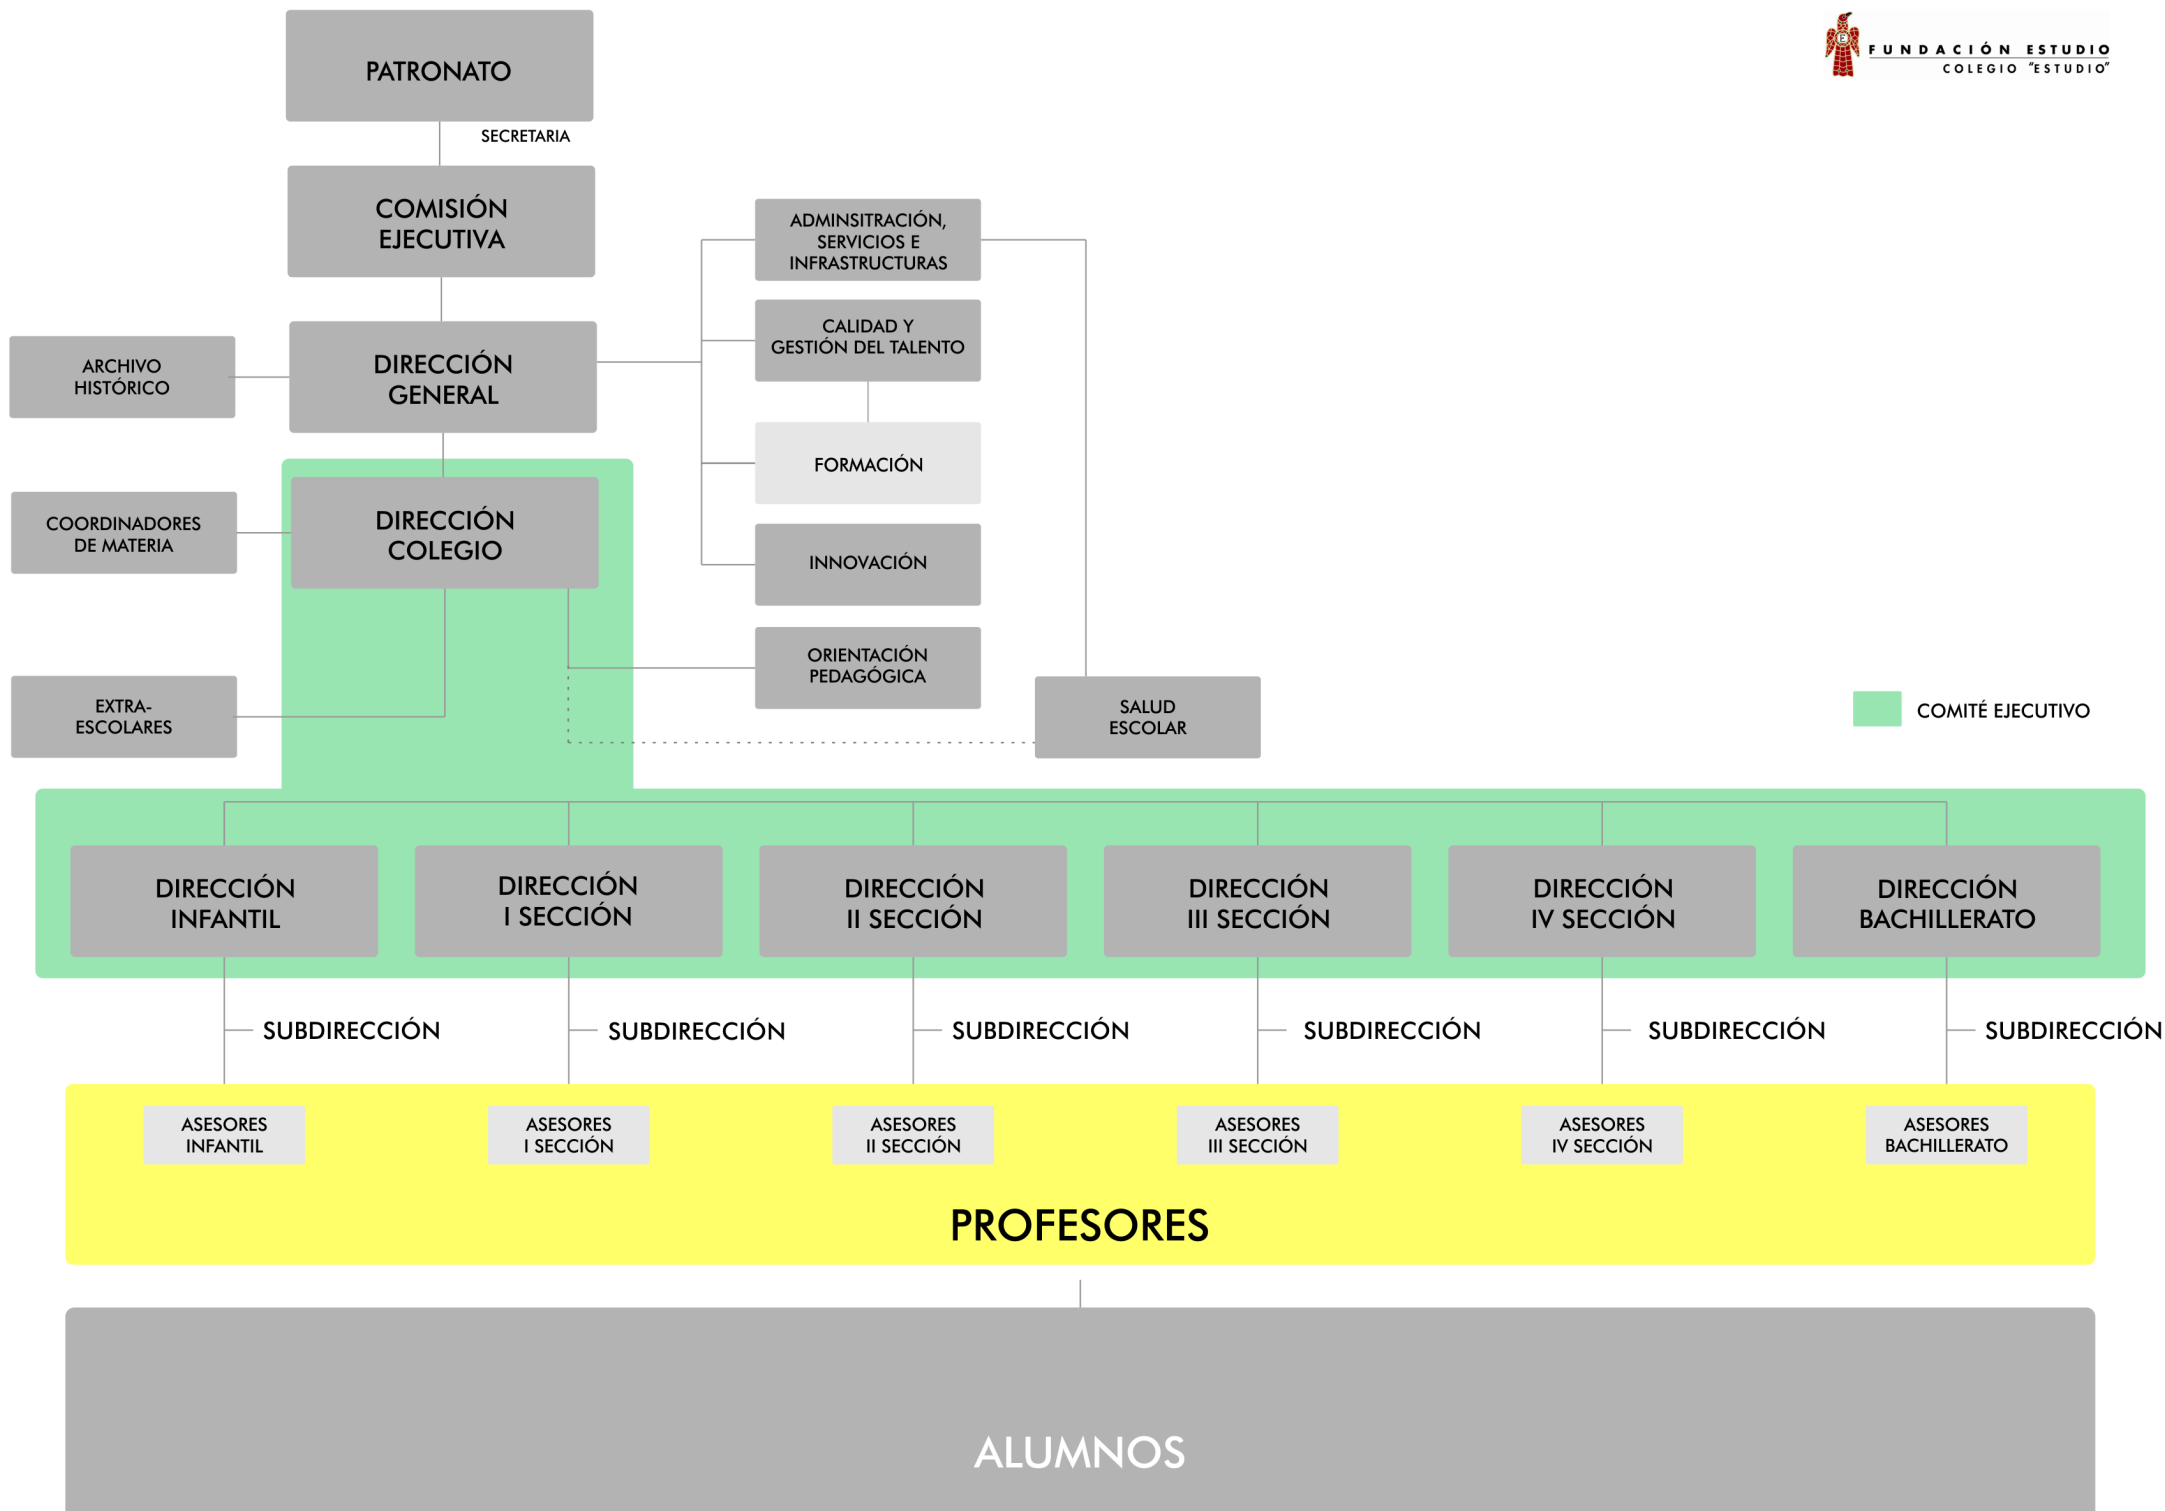 PATRONATO
FUNDACIÓN ESTUDIO
COLEGIO "ESTUDIO"
E
SECRETARIA
COMISIÓN
EJECUTIVA
ADMINSITRACIÓN,
SERVICIOS E
INFRASTRUCTURAS
CALIDAD Y
GESTIÓN DEL TALENTO
ARCHIVO
HISTÓRICO
DIRECCIÓN
GENERAL
FORMACIÓN
COORDINADORES
DE MATERIA
DIRECCIÓN
COLEGIO
INNOVACIÓN
ORIENTACIÓN
PEDAGÓGICA
EXTRA-
ESCOLARES
SALUD
ESCOLAR
COMITÉ EJECUTIVO
DIRECCIÓN
INFANTIL
DIRECCIÓN
I SECCIÓN
DIRECCIÓN
II SECCIÓN
DIRECCIÓN
III SECCIÓN
DIRECCIÓN
IV SECCIÓN
DIRECCIÓN
BACHILLERATO
SUBDIRECCIÓN
SUBDIRECCIÓN
SUBDIRECCIÓN
SUBDIRECCIÓN
SUBDIRECCIÓN
SUBDIRECCIÓN
ASESORES
INFANTIL
ASESORES
I SECCIÓN
ASESORES
II SECCIÓN
ASESORES
III SECCIÓN
ASESORES
IV SECCIÓN
ASESORES
BACHILLERATO
PROFESORES
ALUMNOS